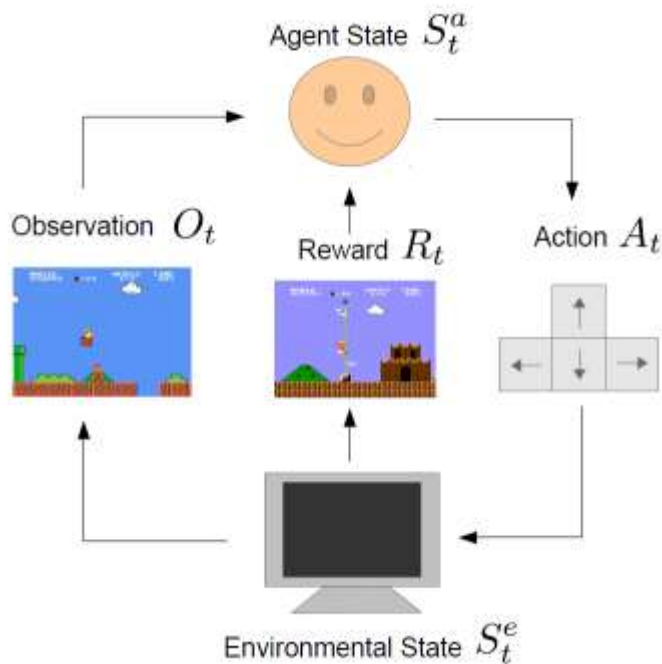 Agent State $S_t^a$
Observation $O_t$
Reward $R_t$
Action $A_t$
Environmental State $S_t^e$